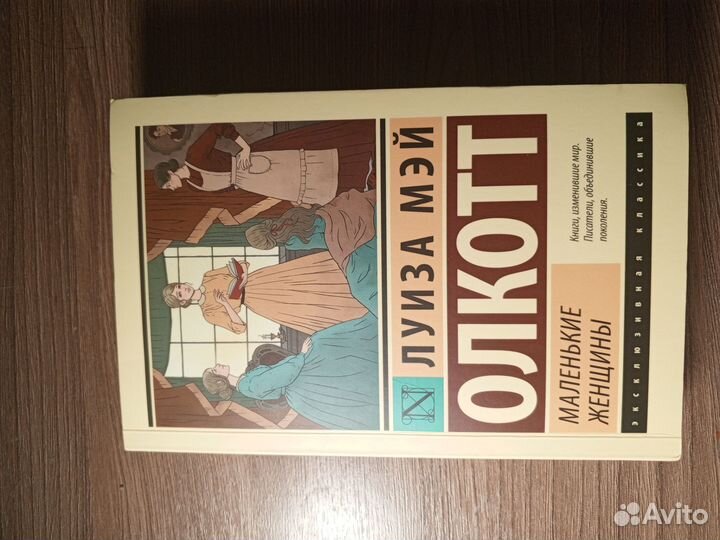 ЛУИЗА МЭЙ
ОЛКОТТ
МАЛЕНЬКИЕ
ЖЕНЩИНЫ
Книги, изменившие мир.
Писатели, объединившие
поколения.
эксклюзивная классика
Avito